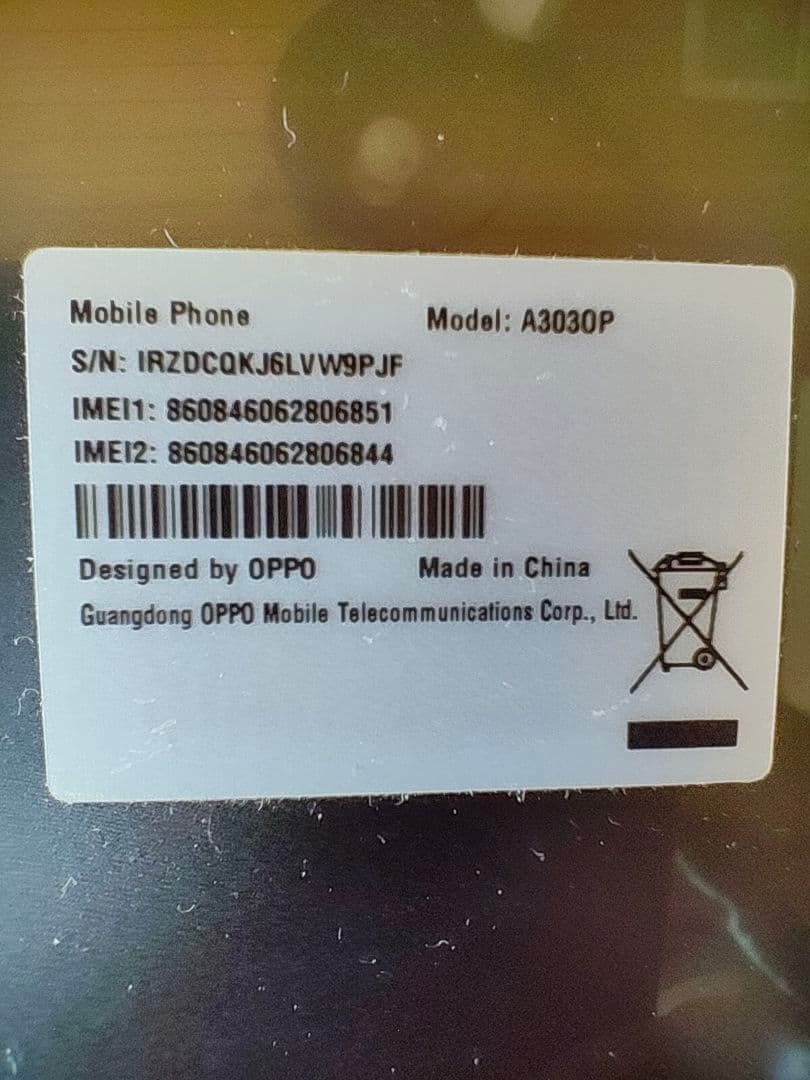 Mobile Phone Model: A303OP
S/N: IRZDCQKJ6LVW9PJF
IMEI1: 860846062806851
IMEI2: 860846062806844
Designed by OPPO Made in China
Guangdong OPPO Mobile Telecommunications Corp., Ltd.